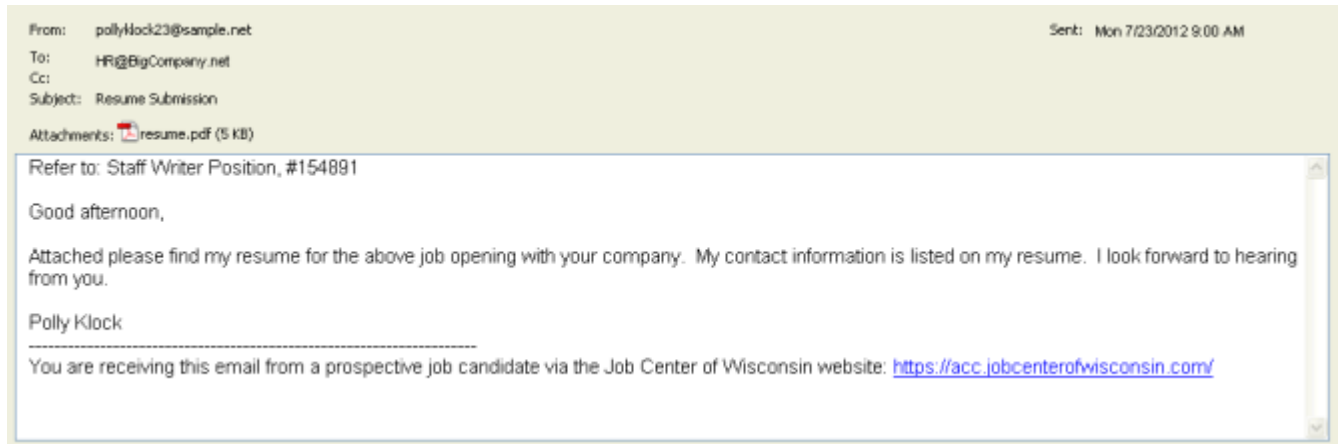 From: pollyklock23@sample.net Sent: Mon 7/23/2012 9:00 AM
To: HR@BigCompany.net
Cc:
Subject: Resume Submission
Attachments: resume.pdf (5 KB)
Refer to: Staff Writer Position, #154891
Good afternoon,
Attached please find my resume for the above job opening with your company.  My contact information is listed on my resume.  I look forward to hearing
from you.
Polly Klock
----------------------------------------------------------------------
You are receiving this email from a prospective job candidate via the Job Center of Wisconsin website: https://acc.jobcenterofwisconsin.com/